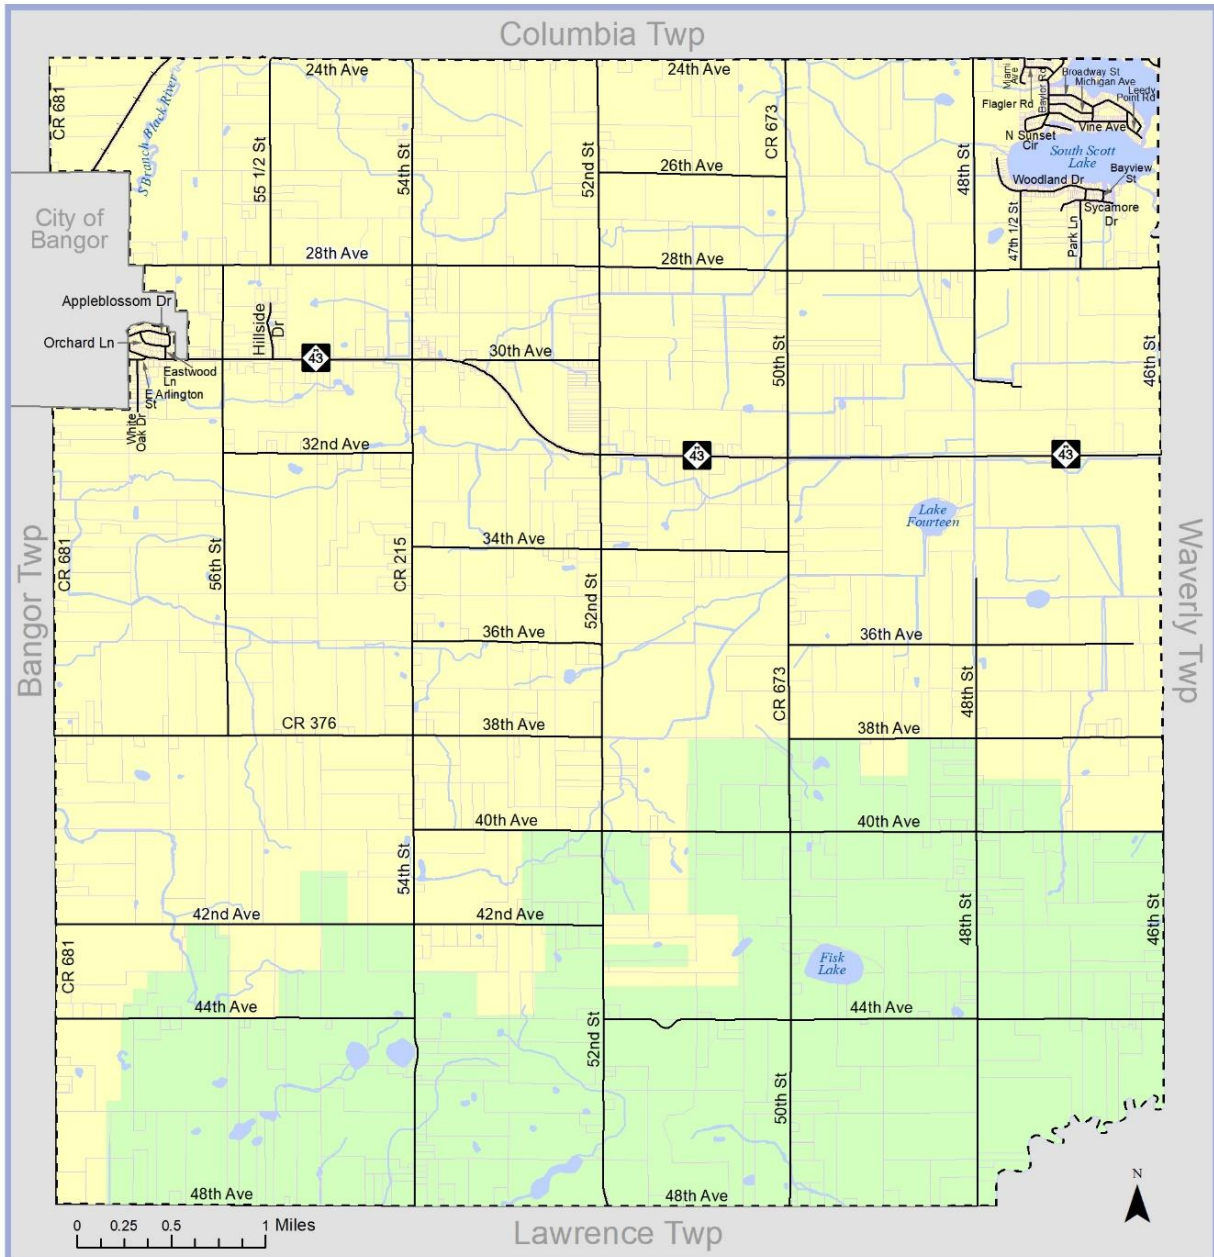 Columbia Twp
24th Ave
24th Ave
CR 681
S Branch Black River
55 1/2 St
54th St
52nd St
CR 673
48th St
Miami Ave
Baylor Rd
Broadway St
Michigan Ave
Leedy
Point Rd
Flagler Rd
Vine Ave
N Sunset
Cir
South Scott
Lake
26th Ave
Woodland Dr
Bayview
St
Sycamore
Dr
47th 1/2 St
Park Ln
City of
Bangor
28th Ave
28th Ave
Appleblossom Dr
Orchard Ln
Hillside
Dr
Eastwood
Ln
E Arlington
St
White
Oak Dr
M
43
30th Ave
50th St
46th St
32nd Ave
M
43
M
43
Lake
Fourteen
34th Ave
Bangor Twp
CR 681
56th St
CR 215
52nd St
Waverly Twp
36th Ave
36th Ave
CR 673
48th St
CR 376
38th Ave
38th Ave
40th Ave
40th Ave
54th St
42nd Ave
42nd Ave
48th St
46th St
CR 681
Fisk
Lake
44th Ave
44th Ave
52nd St
50th St
48th Ave
48th Ave
N
0 0.25 0.5 1 Miles
Lawrence Twp